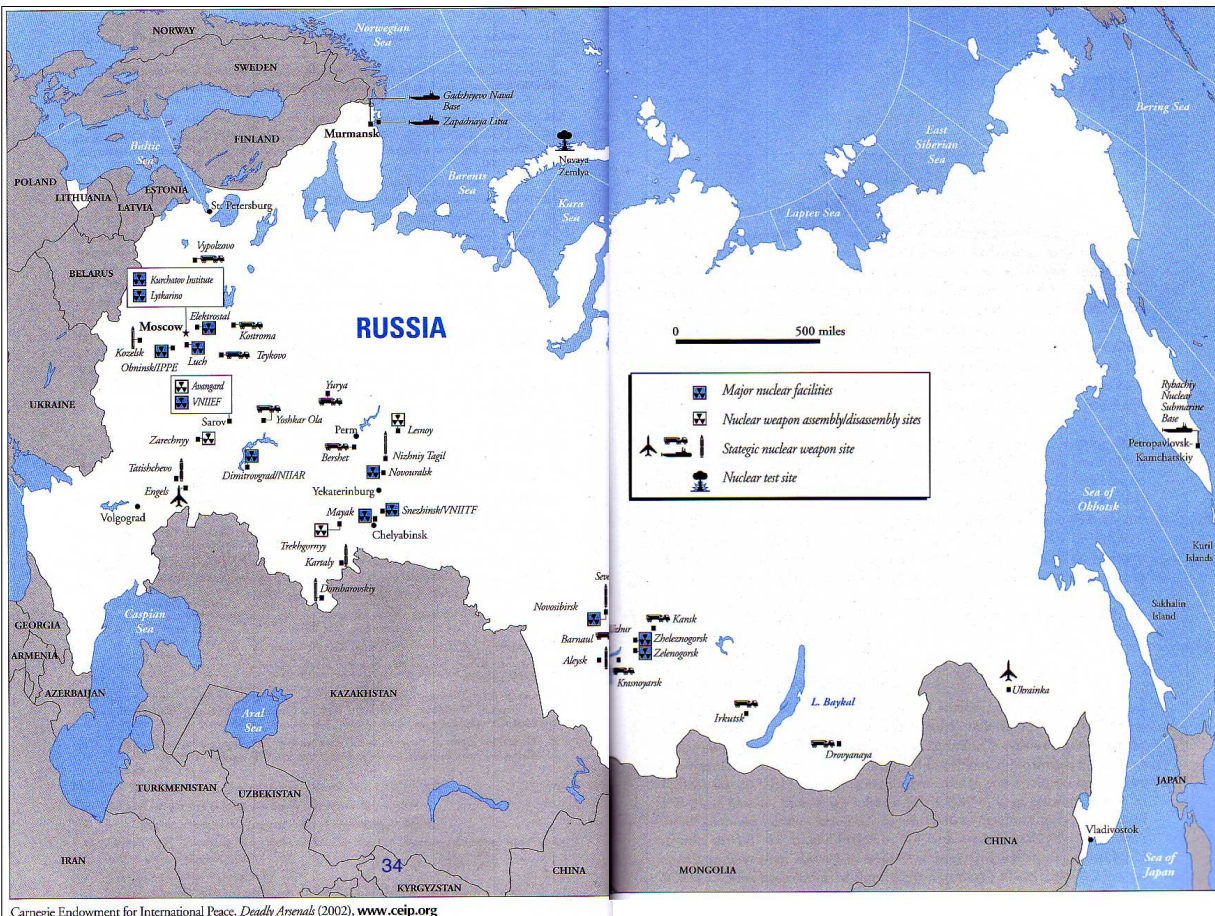 NORWAY
Norwegian
Sea
SWEDEN
Gadzheyevo Naval
Base
Zapadnaya Litsa
Murmansk
FINLAND
Baltic
Sea
Novaya
Zemlya
Barents
Sea
Kara
Sea
East
Siberian
Sea
Bering Sea
Laptev Sea
POLAND
LITHUANIA
ESTONIA
LATVIA
St. Petersburg
BELARUS
Vypolzovo
Kurchatov Institute
Lytkarino
Elektrostal
Moscow
Kostroma
RUSSIA
Kozelsk
Obninsk/IPPE
Luch
Teykovo
0
500 miles
Avangard
VNIIEF
Yurya
UKRAINE
Sarov
Yoshkar Ola
Perm
Lesnoy
Zarechnyy
Bershet
Nizhniy Tagil
Tatishchevo
Dimitrovgrad/NIIAR
Novouralsk
Engels
Yekaterinburg
Volgograd
Mayak
Snezhinsk/VNIITF
Chelyabinsk
Trekhgornyy
Kartaly
Dombarovskiy
Major nuclear facilities
Nuclear weapon assembly/disassembly sites
Stategic nuclear weapon site
Nuclear test site
Rybachiy
Nuclear
Submarine
Base
Petropavlovsk-
Kamchatskiy
Sea of
Okhotsk
Kuril
Islands
Sakhalin
Island
GEORGIA
Caspian
Sea
ARMENIA
AZERBAIJAN
Novosibirsk
Kansk
Barnaul
Zheleznogorsk
Aleysk
Zelenogorsk
Krasnoyarsk
KAZAKHSTAN
Aral
Sea
L. Baykal
Irkutsk
Ukrainka
Drovyanaya
TURKMENISTAN
UZBEKISTAN
JAPAN
Vladivostok
IRAN
34
KYRGYZSTAN
CHINA
MONGOLIA
CHINA
Sea of
Japan
Carnegie Endowment for International Peace, Deadly Arsenals (2002), www.ceip.org